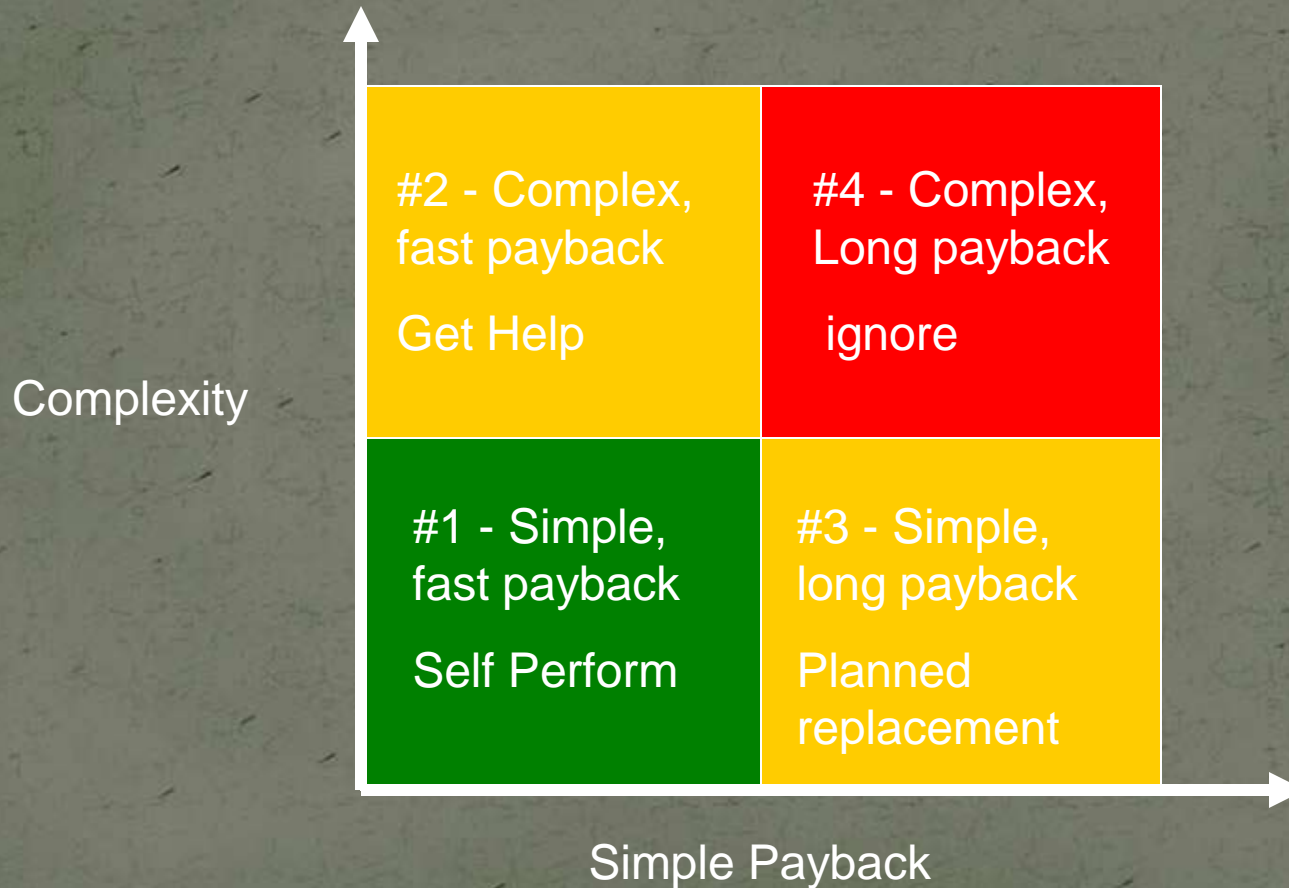 #2 - Complex,
fast payback
Get Help
#4 - Complex,
Long payback
ignore
Complexity
#1 - Simple,
fast payback
Self Perform
#3 - Simple,
long payback
Planned
replacement
Simple Payback